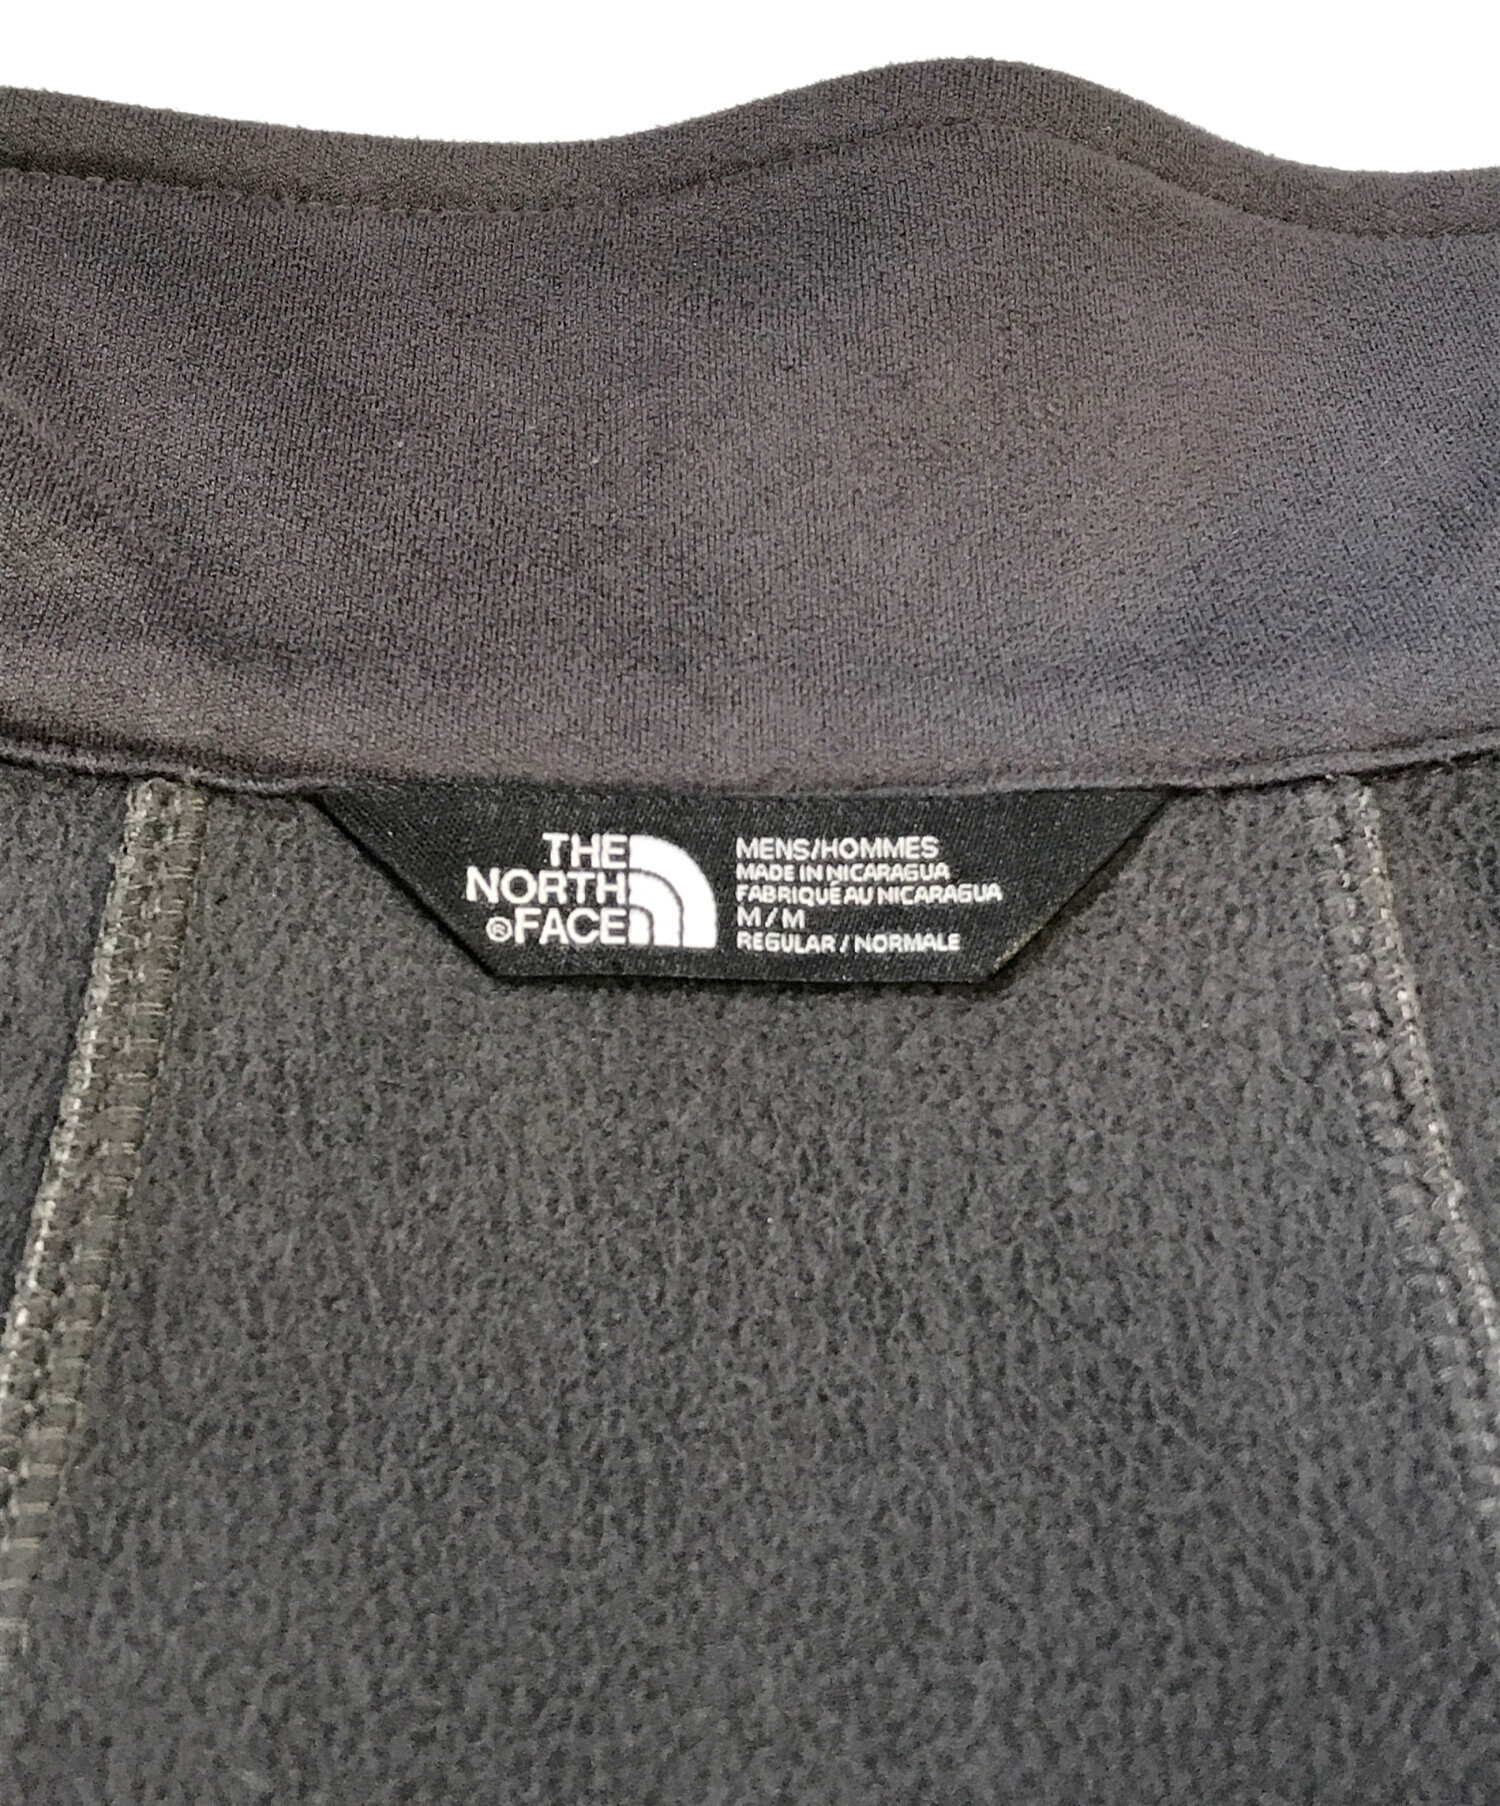 THE
NORTH
®FACE
MENS/HOMMES
MADE IN NICARAGUA
FABRIQUÉ AU NICARAGUA
M / M
REGULAR / NORMALE